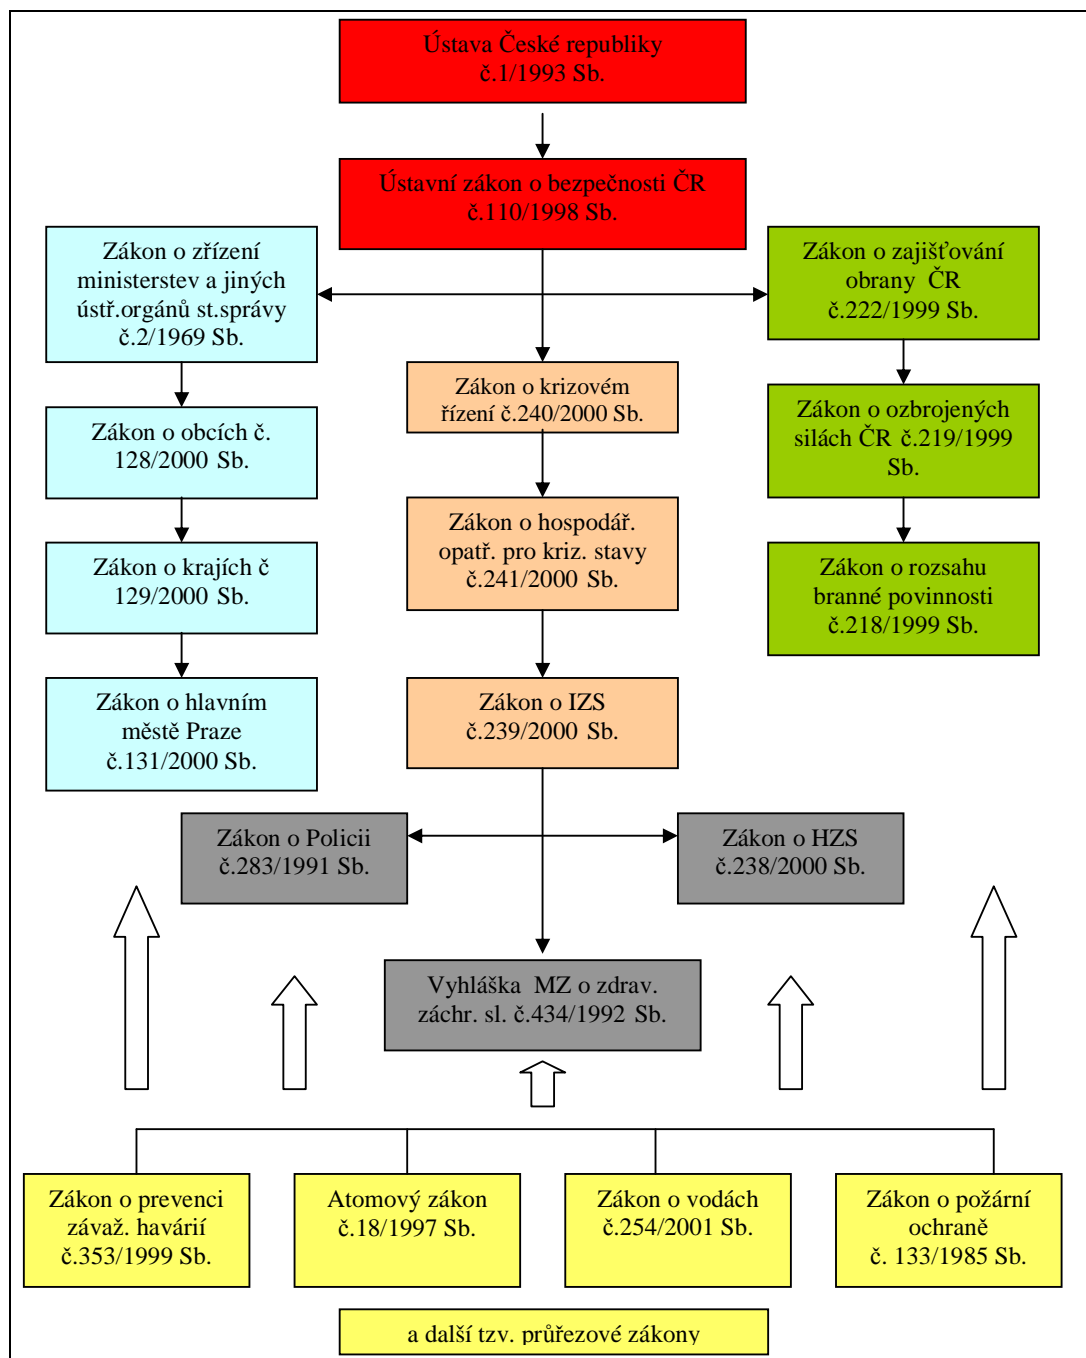 Ústava České republiky
č.1/1993 Sb.
Ústavní zákon o bezpečnosti ČR
č.110/1998 Sb.
Zákon o zřízení
ministerstev a jiných
ústř.orgánů st.správy
č.2/1969 Sb.
Zákon o zajišťování
obrany ČR
č.222/1999 Sb.
Zákon o krizovém
řízení č.240/2000 Sb.
Zákon o obcích č.
128/2000 Sb.
Zákon o ozbrojených
silách ČR č.219/1999
Sb.
Zákon o hospodář.
opatř. pro kriz. stavy
č.241/2000 Sb.
Zákon o krajích č
129/2000 Sb.
Zákon o rozsahu
branné povinnosti
č.218/1999 Sb.
Zákon o hlavním
městě Praze
č.131/2000 Sb.
Zákon o IZS
č.239/2000 Sb.
Zákon o Policii
č.283/1991 Sb.
Zákon o HZS
č.238/2000 Sb.
Vyhláška MZ o zdrav.
záchr. sl. č.434/1992 Sb.
Zákon o prevenci
závaž. havárií
č.353/1999 Sb.
Atomový zákon
č.18/1997 Sb.
Zákon o vodách
č.254/2001 Sb.
Zákon o požární
ochraně
č. 133/1985 Sb.
a další tzv. průřezové zákony